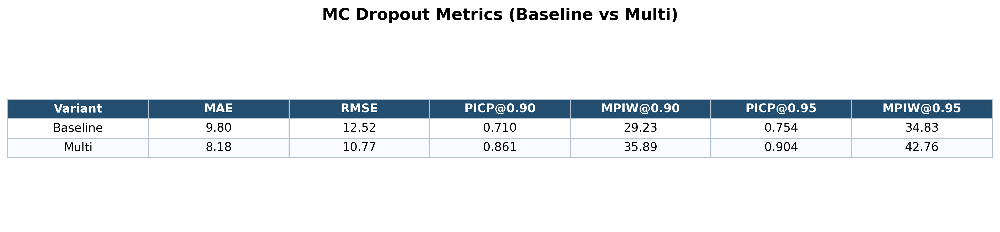 MC Dropout Metrics (Baseline vs Multi)
Variant MAE RMSE PICP@0.90 MPIW@0.90 PICP@0.95 MPIW@0.95
Baseline 9.80 12.52 0.710 29.23 0.754 34.83
Multi 8.18 10.77 0.861 35.89 0.904 42.76